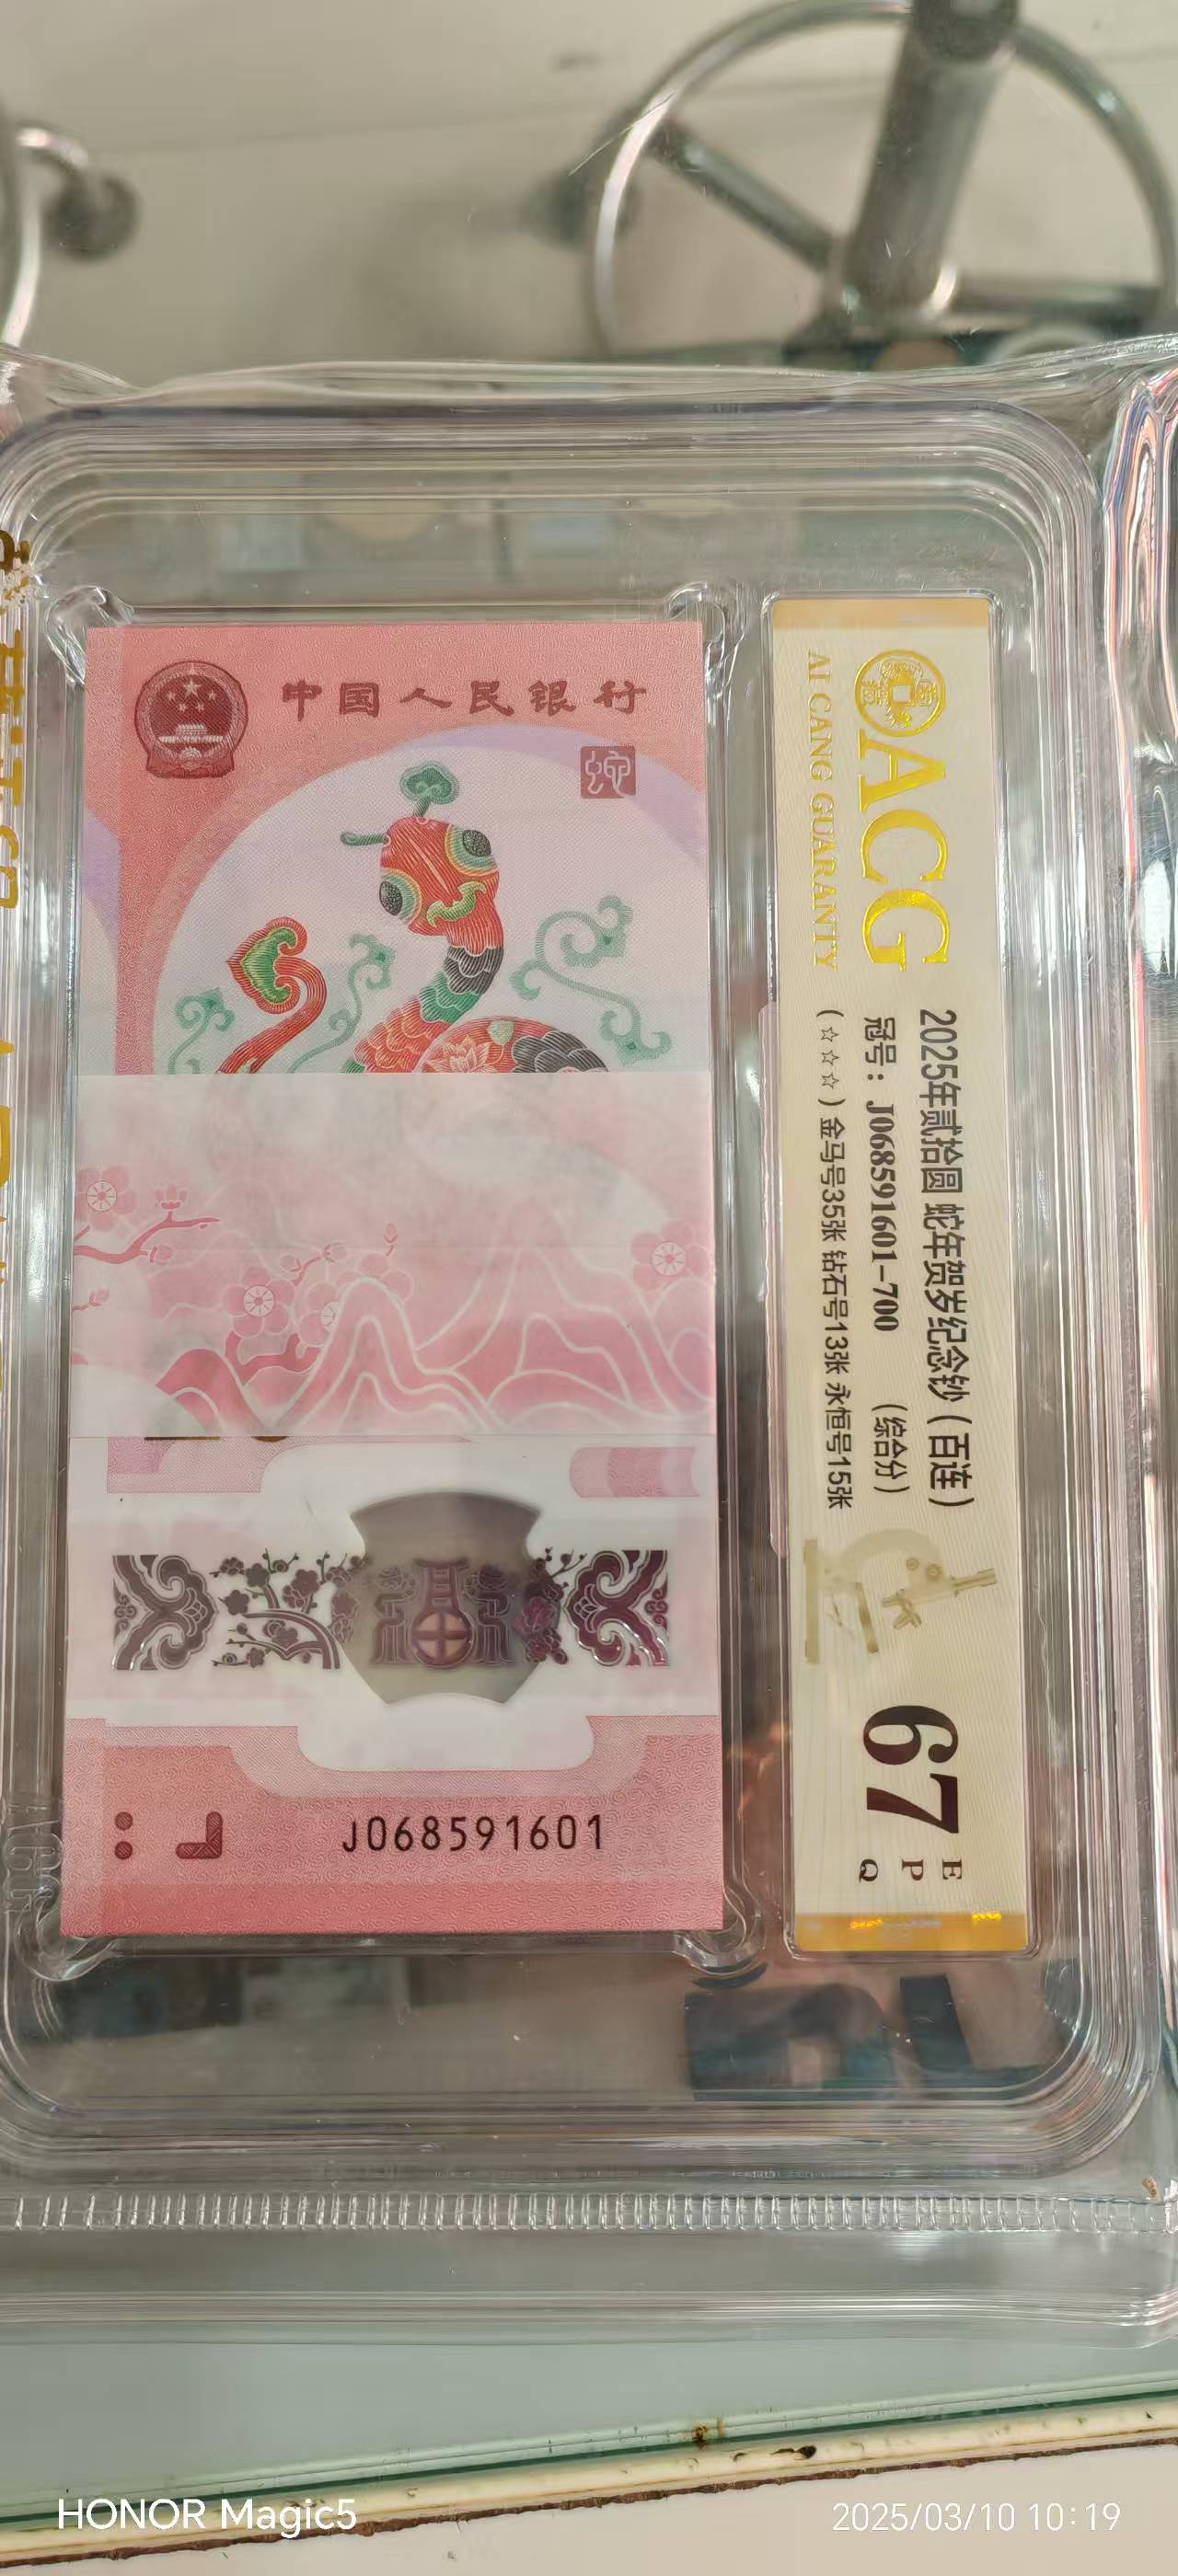 中国人民银行
蛇
J068591601
ACG
AI CANG GUARANTY
2025年贰拾圆 蛇年贺岁纪念钞（百连）
冠号：J068591601-700 （综合分）
（☆☆☆）金马号35张 钻石号13张 永恒号15张
67
E
P
Q
HONOR Magic5
2025/03/10 10:19